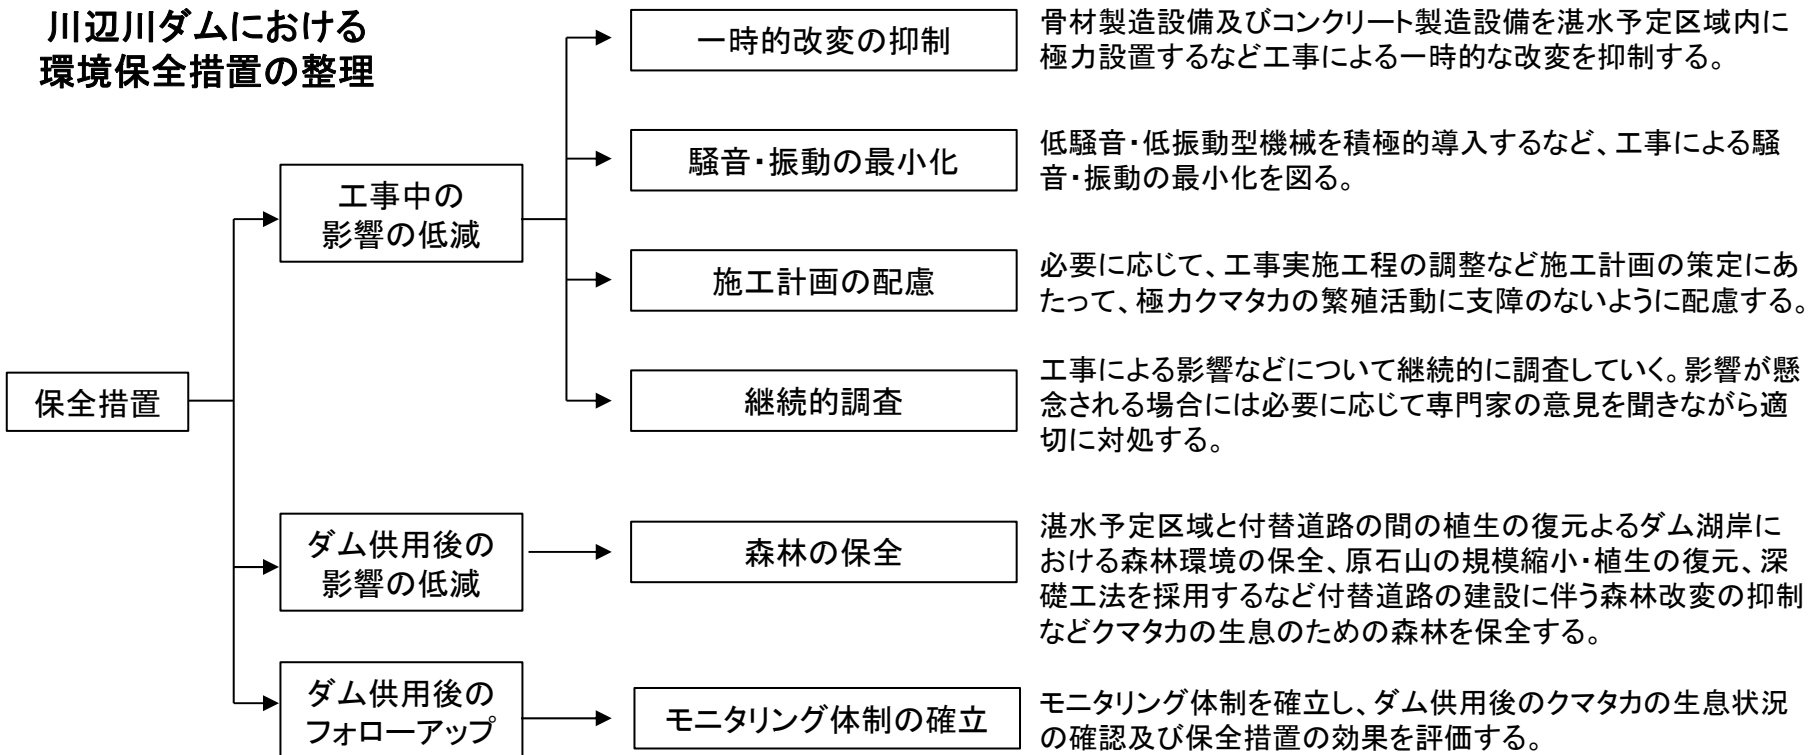 川辺川ダムにおける
環境保全措置の整理
保全措置
工事中の
影響の低減
一時的改変の抑制
骨材製造設備及びコンクリート製造設備を湛水予定区域内に
極力設置するなど工事による一時的な改変を抑制する。
騒音・振動の最小化
低騒音・低振動型機械を積極的導入するなど、工事による騒
音・振動の最小化を図る。
施工計画の配慮
必要に応じて、工事実施工程の調整など施工計画の策定にあ
たって、極力クマタカの繁殖活動に支障のないように配慮する。
継続的調査
工事による影響などについて継続的に調査していく。影響が懸
念される場合には必要に応じて専門家の意見を聞きながら適
切に対処する。
ダム供用後の
影響の低減
森林の保全
湛水予定区域と付替道路の間の植生の復元よるダム湖岸に
おける森林環境の保全、原石山の規模縮小・植生の復元、深
礎工法を採用するなど付替道路の建設に伴う森林改変の抑制
などクマタカの生息のための森林を保全する。
ダム供用後の
フォローアップ
モニタリング体制の確立
モニタリング体制を確立し、ダム供用後のクマタカの生息状況
の確認及び保全措置の効果を評価する。